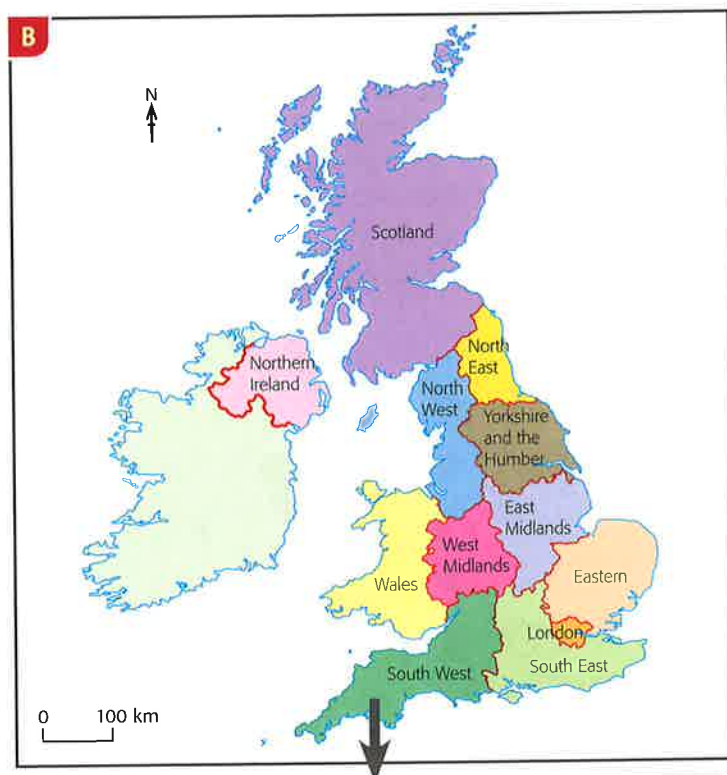 B
N
Scotland
North
East
Northern
Ireland
North
West
Yorkshire
and the
Humber
East
Midlands
West
Midlands
Wales
Eastern
London
South West
South East
0 100 km